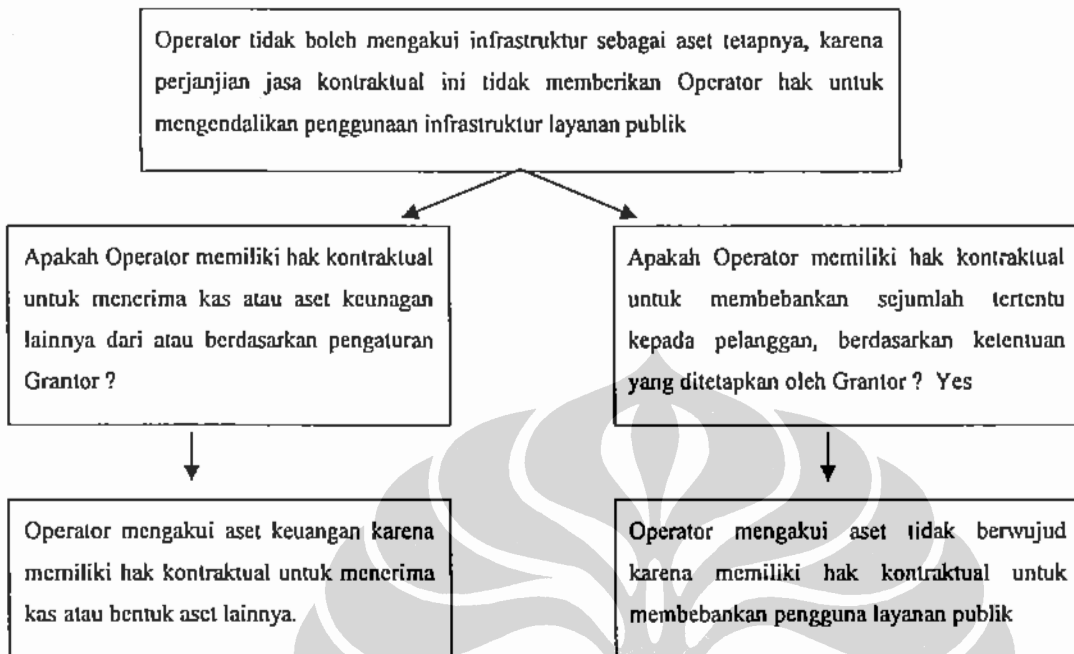 Operator tidak boleh mengakui infrastruktur sebagai aset tetapnya, karena
perjanjian jasa kontraktual ini tidak memberikan Operator hak untuk
mengendalikan penggunaan infrastruktur layanan publik
Apakah Operator memiliki hak kontraktual
untuk menerima kas atau aset keunagan
lainnya dari atau berdasarkan pengaturan
Grantor ?
Apakah Operator memiliki hak kontraktual
untuk membebankan sejumlah tertentu
kepada pelanggan, berdasarkan ketentuan
yang ditetapkan oleh Grantor ? Yes
Operator mengakui aset keuangan karena
memiliki hak kontraktual untuk menerima
kas atau bentuk aset lainnya.
Operator mengakui aset tidak berwujud
karena memiliki hak kontraktual untuk
membebankan pengguna layanan publik